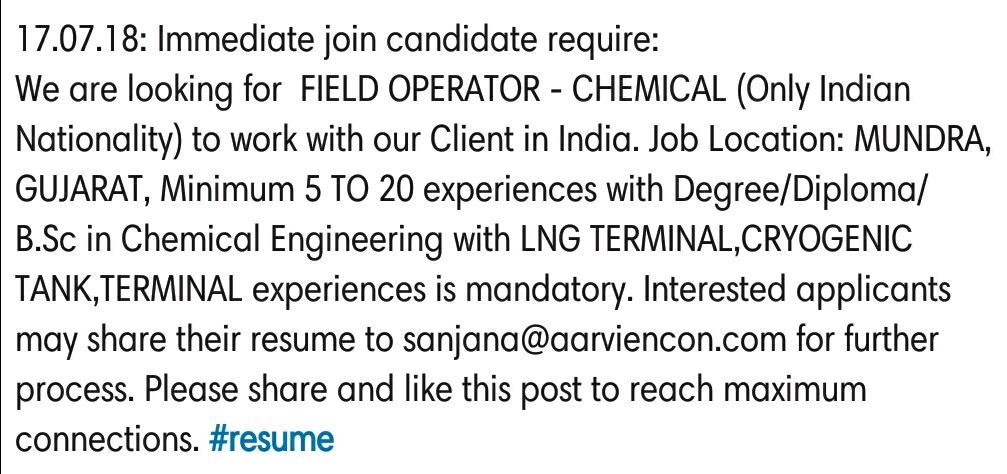 17.07.18: Immediate join candidate require:
We are looking for  FIELD OPERATOR - CHEMICAL (Only Indian
Nationality) to work with our Client in India. Job Location: MUNDRA,
GUJARAT, Minimum 5 TO 20 experiences with Degree/Diploma/
B.Sc in Chemical Engineering with LNG TERMINAL,CRYOGENIC
TANK,TERMINAL experiences is mandatory. Interested applicants
may share their resume to sanjana@aarviencon.com for further
process. Please share and like this post to reach maximum
connections. #resume